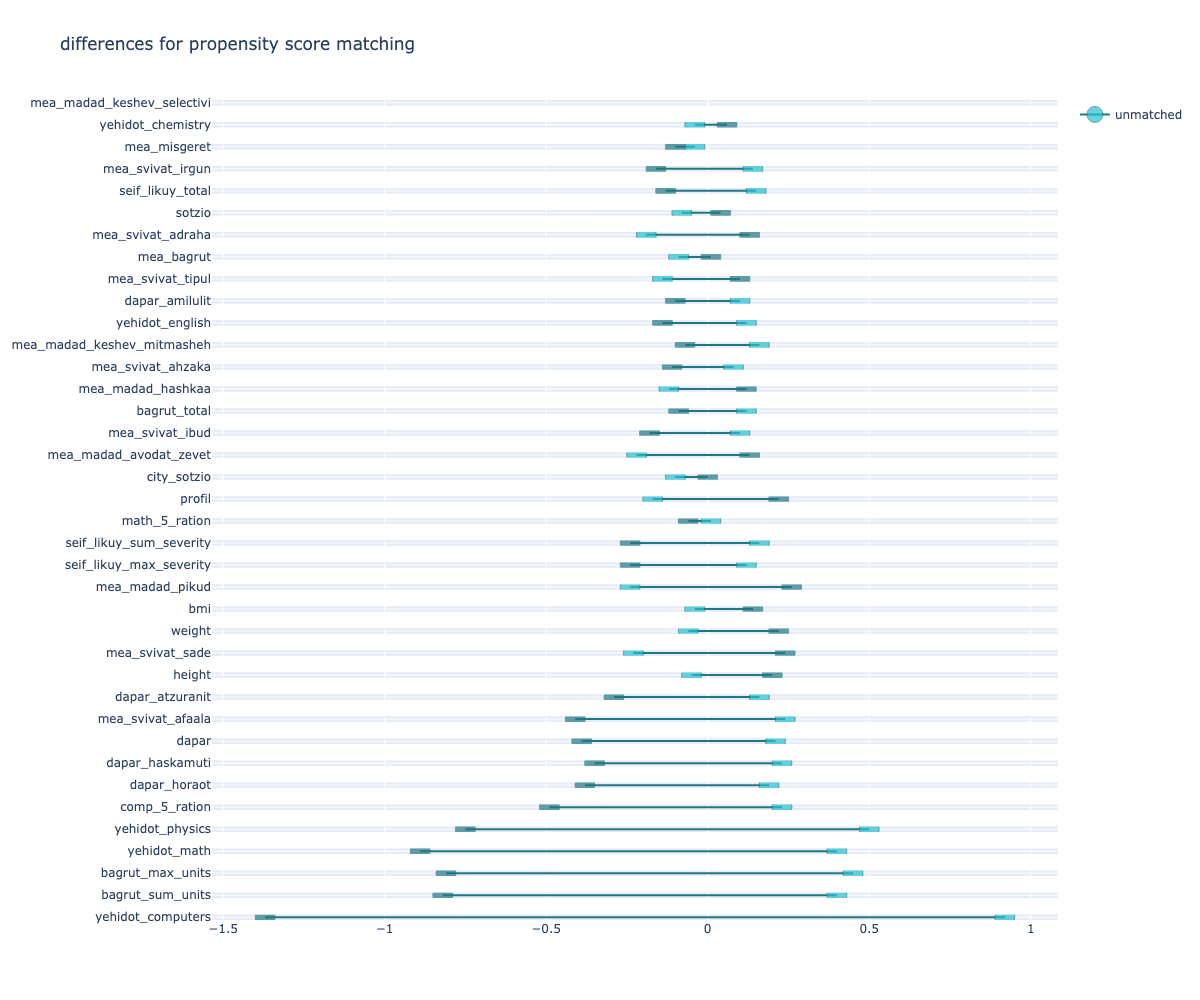 differences for propensity score matching
mea_madad_keshev_selectivi
yehidot_chemistry
mea_misgeret
mea_svivat_irgun
seif_likuy_total
sotzio
mea_svivat_adraha
mea_bagrut
mea_svivat_tipul
dapar_amilulit
yehidot_english
mea_madad_keshev_mitmasheh
mea_svivat_ahzaka
mea_madad_hashkaa
bagrut_total
mea_svivat_ibud
mea_madad_avodat_zevet
city_sotzio
profil
math_5_ration
seif_likuy_sum_severity
seif_likuy_max_severity
mea_madad_pikud
bmi
weight
mea_svivat_sade
height
dapar_atzuranit
mea_svivat_afaala
dapar
dapar_haskamuti
dapar_horaot
comp_5_ration
yehidot_physics
yehidot_math
bagrut_max_units
bagrut_sum_units
yehidot_computers
−1.5 −1 −0.5 0 0.5 1
unmatched